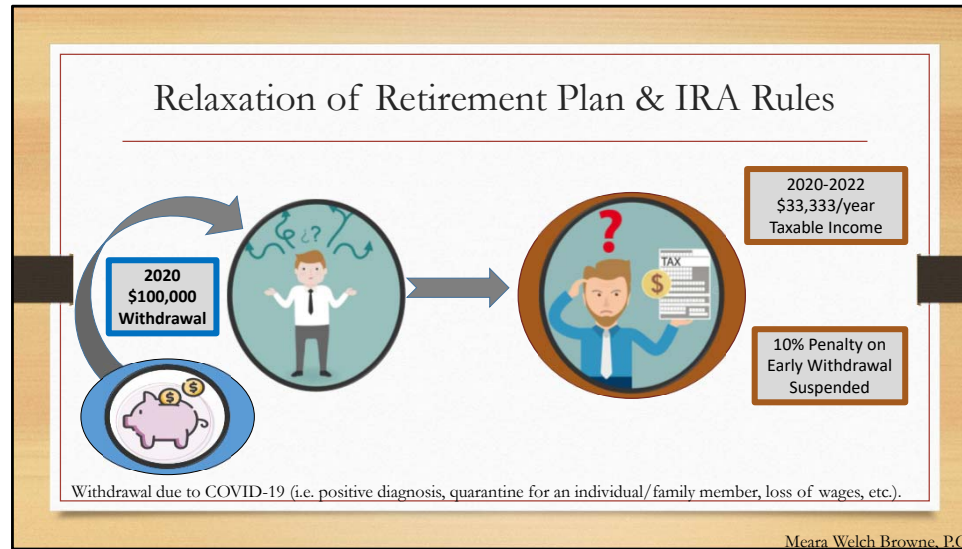 Relaxation of Retirement Plan & IRA Rules
2020
$100,000
Withdrawal
¿?
?
TAX
$
$
$
2020-2022
$33,333/year
Taxable Income
10% Penalty on
Early Withdrawal
Suspended
Withdrawal due to COVID-19 (i.e. positive diagnosis, quarantine for an individual/family member, loss of wages, etc.).
Meara Welch Browne, P.C